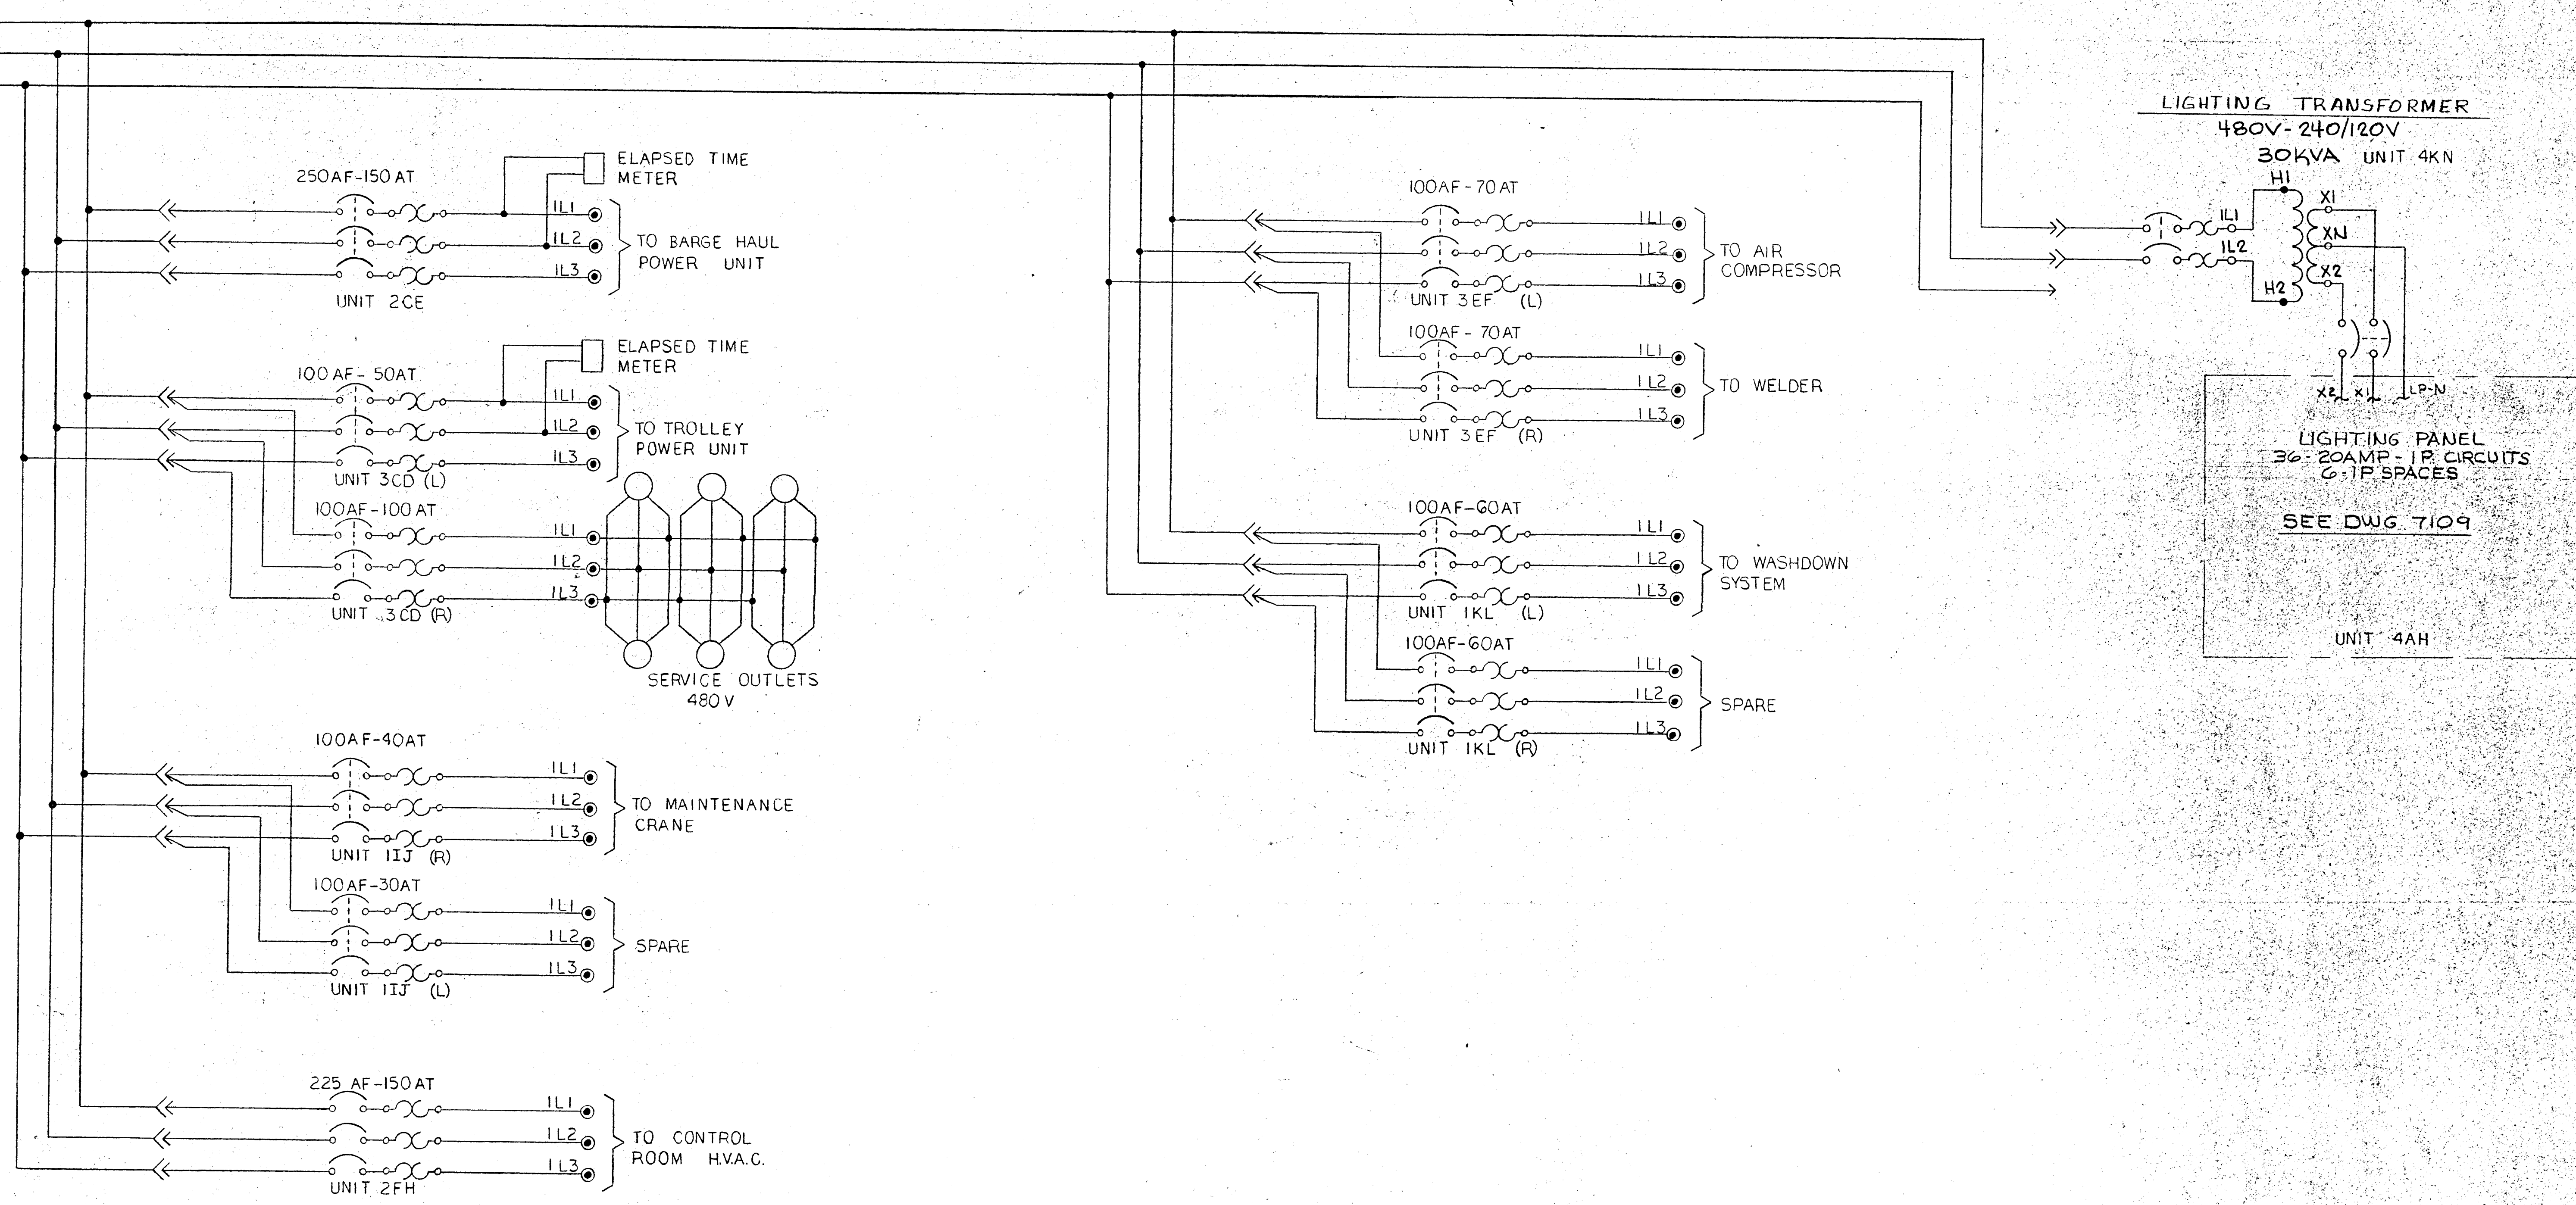 250AF-150AT
ELAPSED TIME
METER
1L1
1L2
1L3
TO BARGE HAUL
POWER UNIT
UNIT 2CE
100AF-50AT
ELAPSED TIME
METER
1L1
1L2
1L3
TO TROLLEY
POWER UNIT
UNIT 3CD (L)
100AF-100AT
1L1
1L2
1L3
UNIT 3CD (R)
SERVICE OUTLETS
480V
100AF-40AT
1L1
1L2
1L3
TO MAINTENANCE
CRANE
UNIT 1IJ (R)
100AF-30AT
1L1
1L2
1L3
SPARE
UNIT 1IJ (L)
225 AF-150AT
1L1
1L2
1L3
TO CONTROL
ROOM H.V.A.C.
UNIT 2FH
100AF-70AT
1L1
1L2
1L3
TO AIR
COMPRESSOR
UNIT 3EF (L)
100AF-70AT
1L1
1L2
1L3
TO WELDER
UNIT 3EF (R)
100AF-60AT
1L1
1L2
1L3
TO WASHDOWN
SYSTEM
UNIT 1KL (L)
100AF-60AT
1L1
1L2
1L3
SPARE
UNIT 1KL (R)
LIGHTING TRANSFORMER
480V-240/120V
30KVA UNIT 4KN
H1
X1
1L1
XN
1L2
X2
H2
X2 X1 LP-N
LIGHTING PANEL
36-20AMP-1P CIRCUITS
6-1P SPACES
SEE DWG 7109
UNIT 4AH